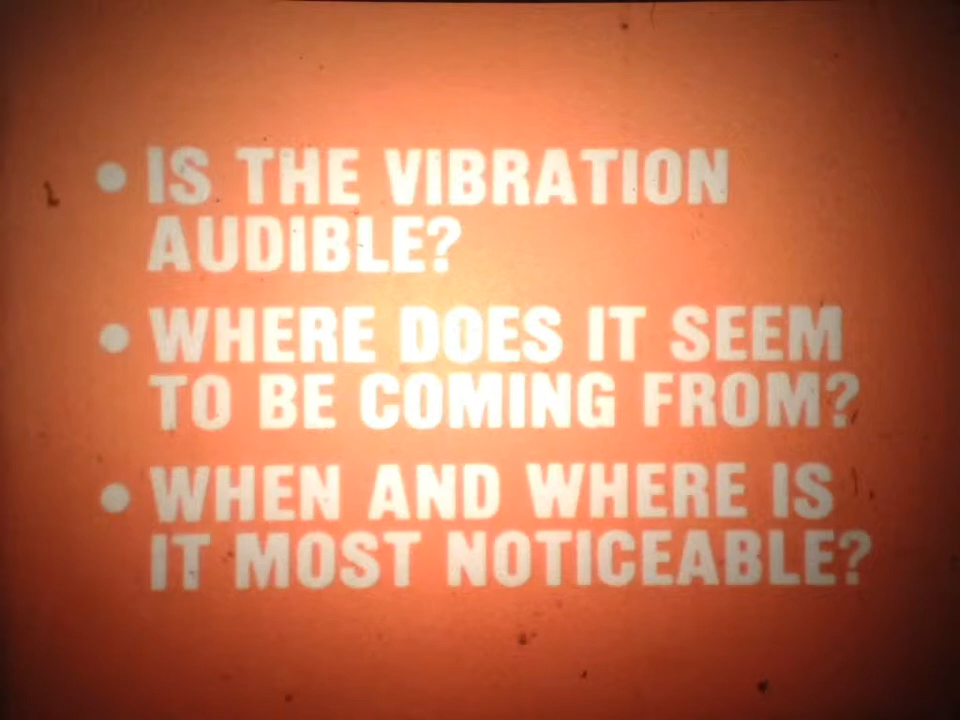 • IS THE VIBRATION
AUDIBLE?
• WHERE DOES IT SEEM
TO BE COMING FROM?
• WHEN AND WHERE IS
IT MOST NOTICEABLE?